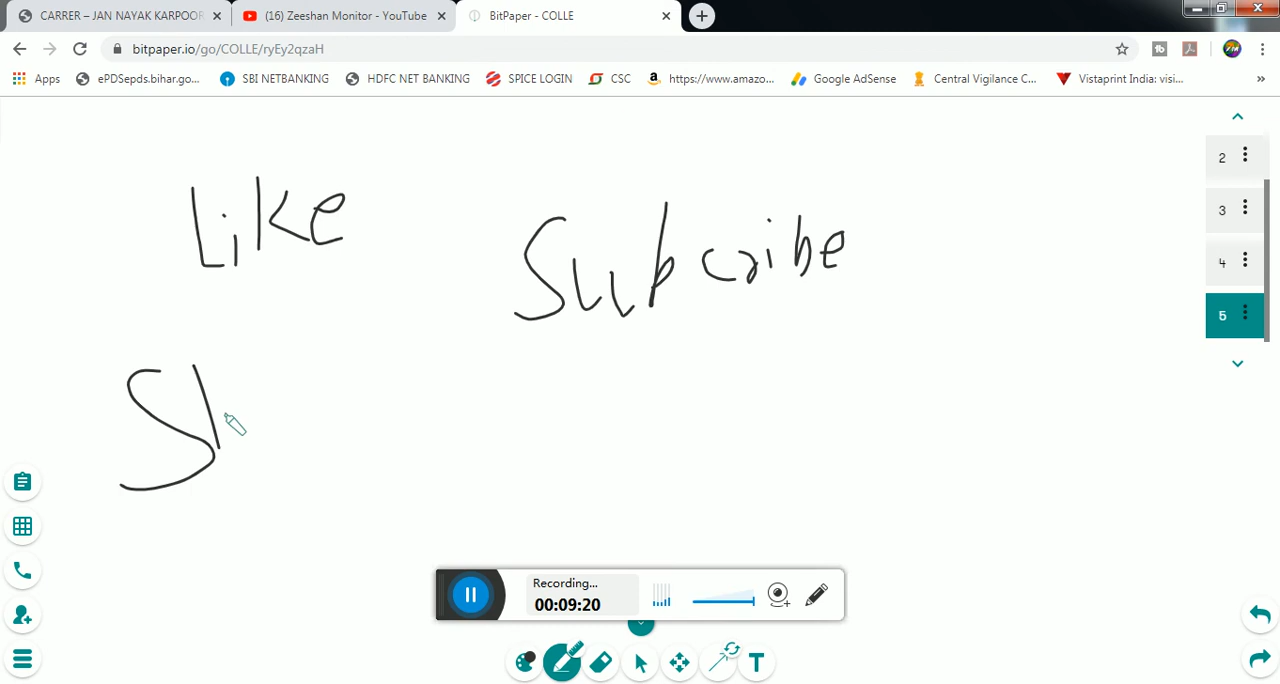 CARRER – JAN NAYAK KARPOOR
(16) Zeeshan Monitor - YouTube
BitPaper - COLLE
bitpaper.io/go/COLLE/ryEy2qzaH
Apps
ePDSepds.bihar.go...
SBI NETBANKING
HDFC NET BANKING
SPICE LOGIN
CSC
https://www.amazo...
Google AdSense
Central Vigilance C...
Vistaprint India: visi...
»
2
3
4
5
Like
Subcribe
Sh
Recording...
00:09:20
T